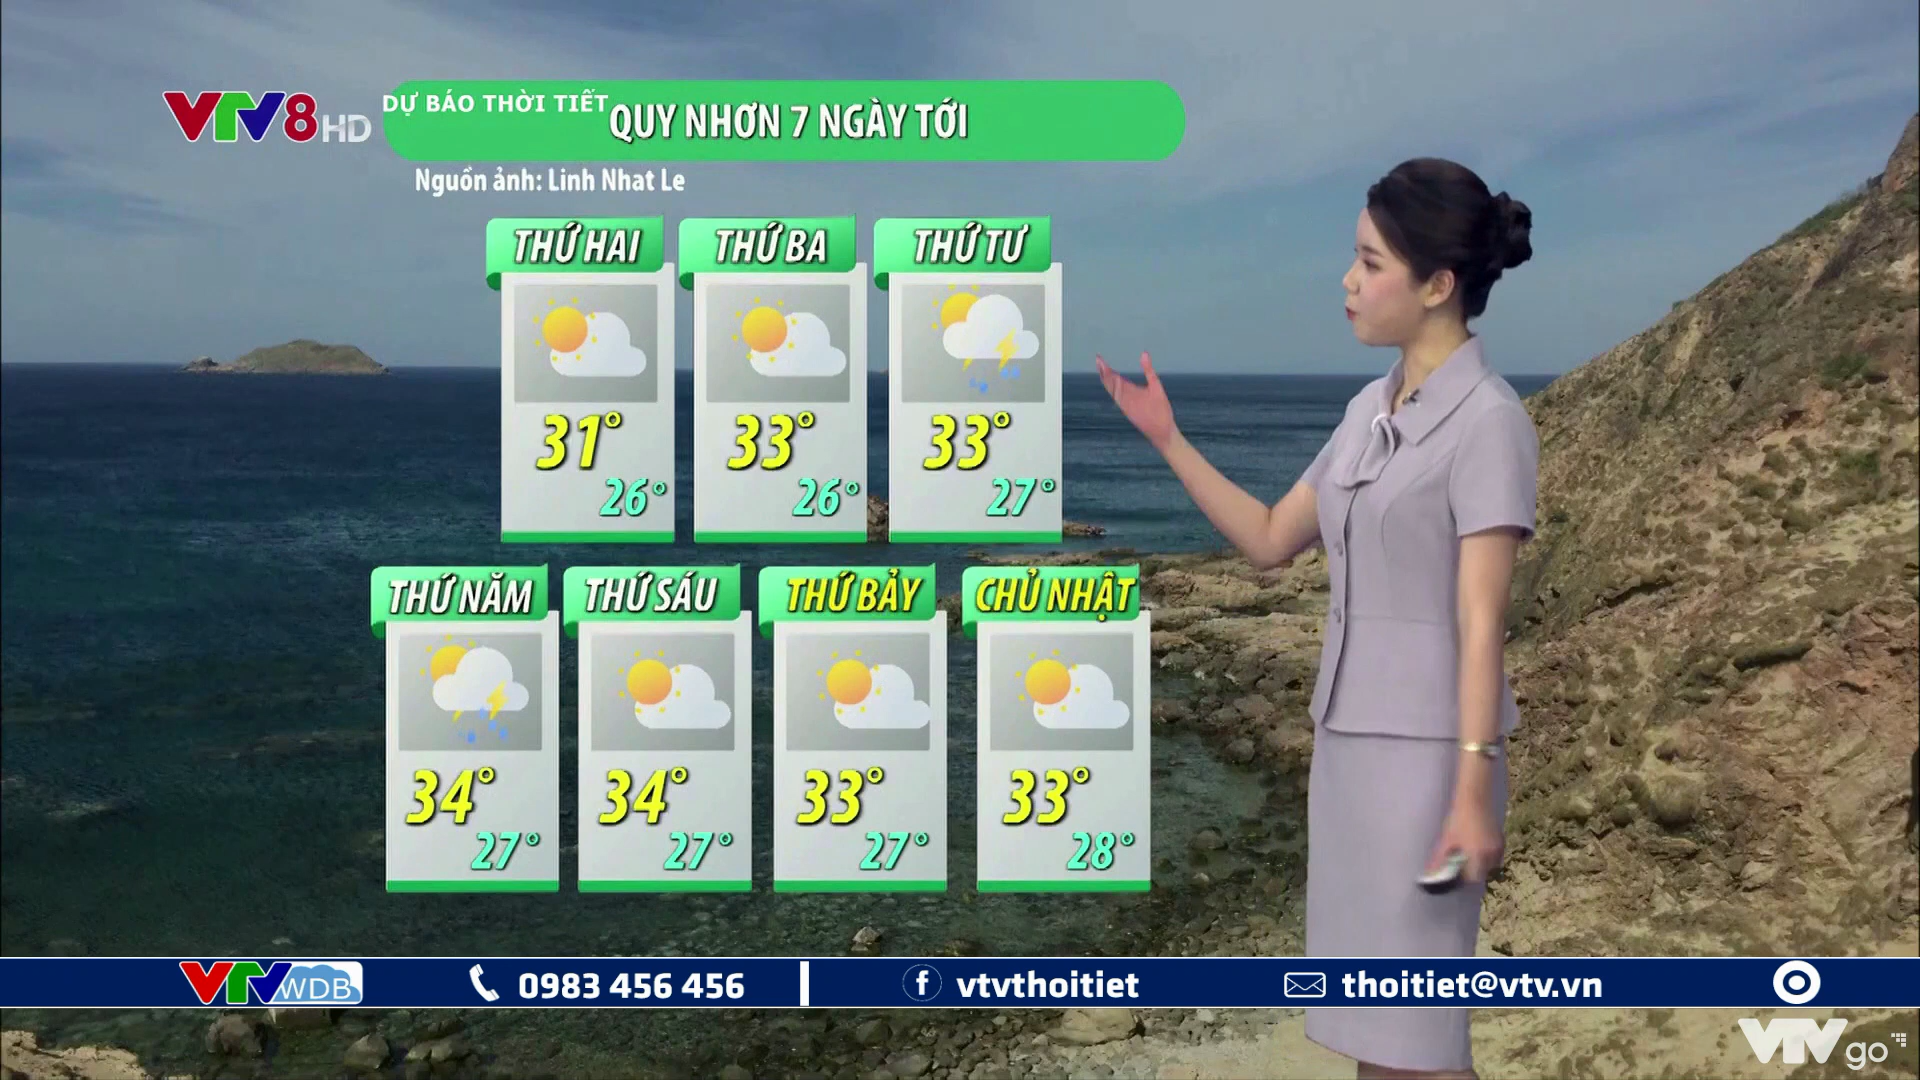 VTV8 HD
DỰ BÁO THỜI TIẾT
QUY NHƠN 7 NGÀY TỚI
Nguồn ảnh: Linh Nhat Le
THỨ HAI
THỨ BA
THỨ TƯ
31°
33°
33°
26°
26°
27°
THỨ NĂM
THỨ SÁU
THỨ BẢY
CHỦ NHẬT
34°
34°
33°
33°
27°
27°
27°
28°
VTV WDB
0983 456 456
vtvthoitiet
thoitiet@vtv.vn
VTV go